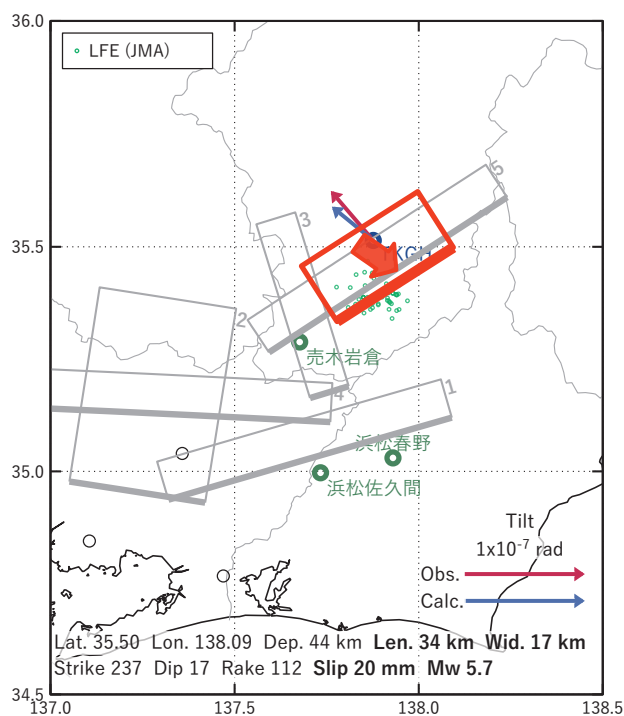 36.0
LFE (JMA)
5
3
35.5
2
売木岩倉
4
1
浜松春野
35.0
浜松佐久間
Tilt
1x10-7 rad
Obs.
Calc.
Lat. 35.50 Lon. 138.09 Dep. 44 km Len. 34 km Wid. 17 km
Strike 237 Dip 17 Rake 112 Slip 20 mm Mw 5.7
34.5
137.0 137.5 138.0 138.5